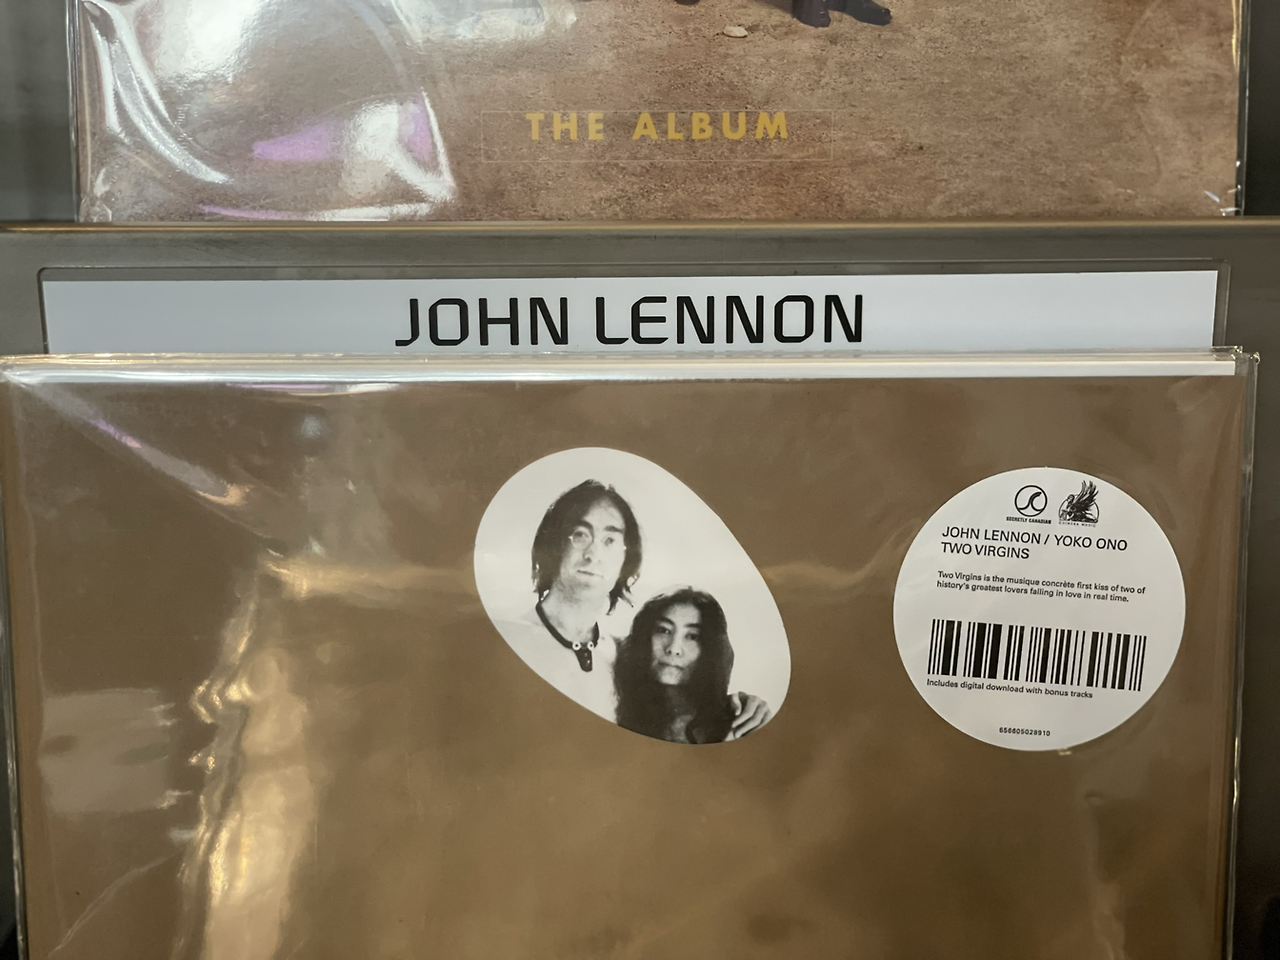 THE ALBUM
JOHN LENNON
SECRETLY CANADIAN
CHIMERA MUSIC
JOHN LENNON / YOKO ONO
TWO VIRGINS
Two Virgins is the musique concrète first kiss of two of
history's greatest lovers falling in love in real time.
Includes digital download with bonus tracks
656605028910